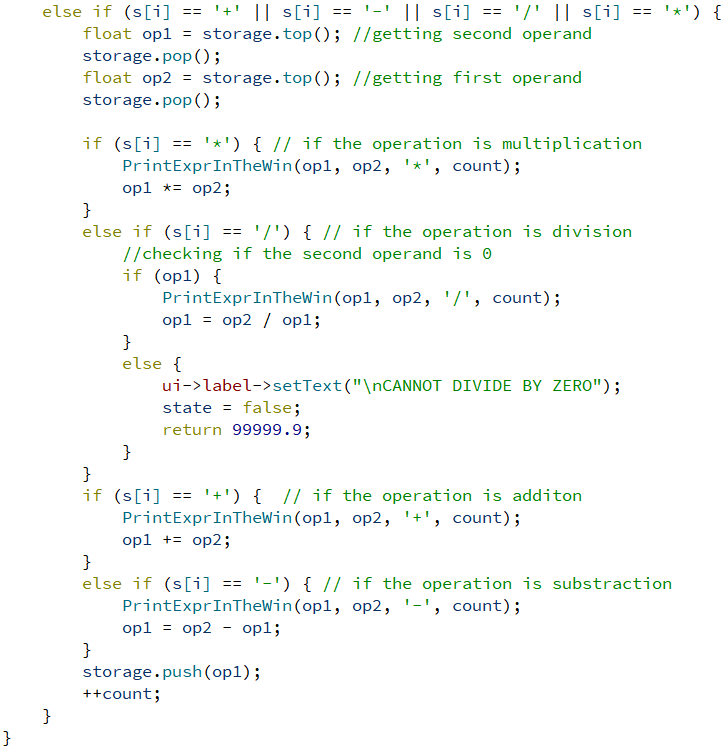 else if (s[i] == '+' || s[i] == '-' || s[i] == '/' || s[i] == '*') {
        float op1 = storage.top(); //getting second operand
        storage.pop();
        float op2 = storage.top(); //getting first operand
        storage.pop();

        if (s[i] == '*') { // if the operation is multiplication
            PrintExprInTheWin(op1, op2, '*', count);
            op1 *= op2;
        }
        else if (s[i] == '/') { // if the operation is division
            //checking if the second operand is 0
            if (op1) {
                PrintExprInTheWin(op1, op2, '/', count);
                op1 = op2 / op1;
            }
            else {
                ui->label->setText("\nCANNOT DIVIDE BY ZERO");
                state = false;
                return 99999.9;
            }
        }
        if (s[i] == '+') {  // if the operation is additon
            PrintExprInTheWin(op1, op2, '+', count);
            op1 += op2;
        }
        else if (s[i] == '-') { // if the operation is substraction
            PrintExprInTheWin(op1, op2, '-', count);
            op1 = op2 - op1;
        }
        storage.push(op1);
        ++count;
    }
}